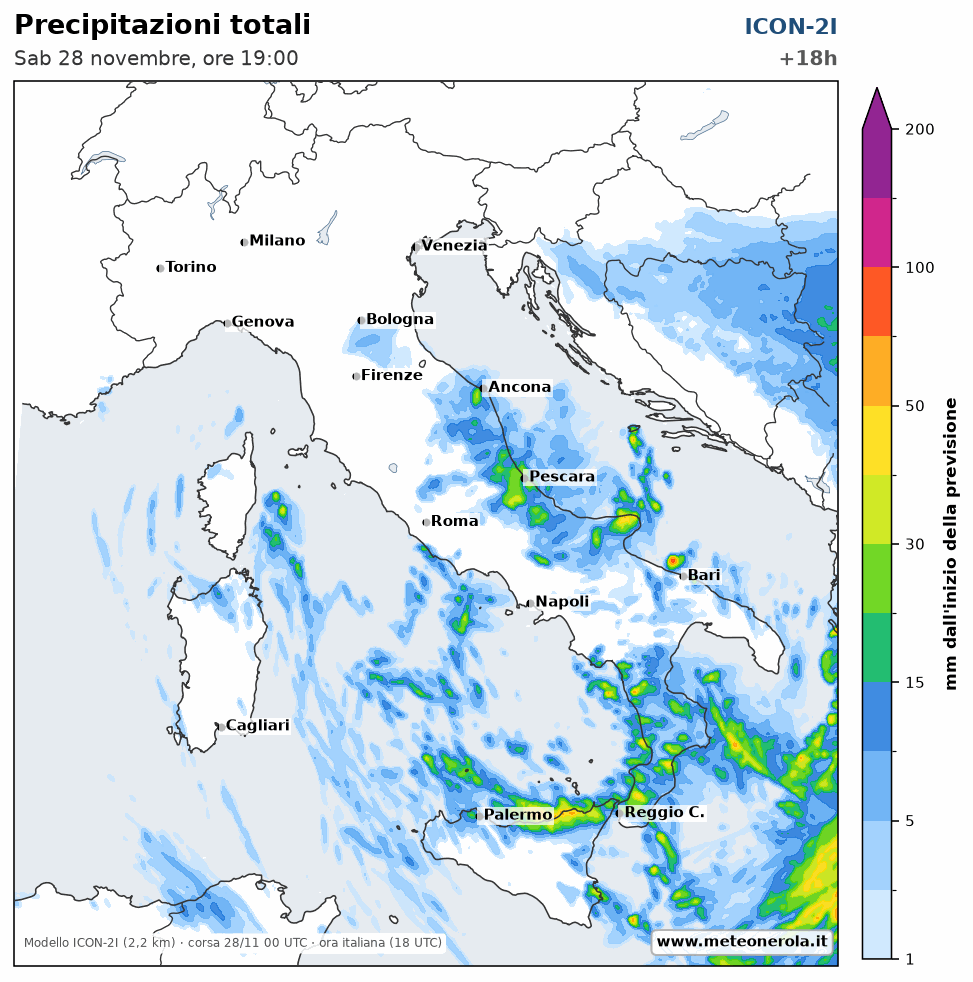 Precipitazioni totali
ICON-2I
Sab 28 novembre, ore 19:00
+18h
200
100
50
30
15
5
1
mm dall'inizio della previsione
Milano
Venezia
Torino
Genova
Bologna
Firenze
Ancona
Pescara
Roma
Bari
Napoli
Cagliari
Palermo
Reggio C.
Modello ICON-2I (2,2 km) · corsa 28/11 00 UTC · ora italiana (18 UTC)
www.meteonerola.it